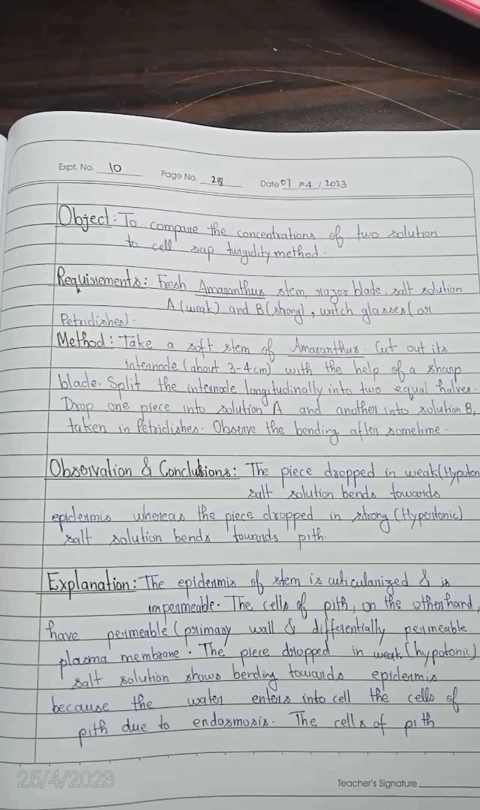 Expt. No. 10
Page No. 28
Date 07/04/2023
Object: To compare the concentrations of two solution
to cell sap turgidity method.
Requirements: Fresh Amaranthus stem, razor blade, salt solution
A (weak) and B (strong), watch glasses (or
Petridishes).
Method: Take a soft stem of Amaranthus. Cut out its
internode (about 3-4cm) with the help of a sharp
blade. Split the internode longitudinally into two equal halves.
Drop one piece into solution A and another into solution B,
taken in Petridishes. Observe the bending after sometime.
Observation & Conclusions: The piece dropped in weak (Hypoton
salt solution bends towards
epidermis whereas the piece dropped in strong (Hypertonic)
salt solution bends towards pith.
Explanation: The epidermis of stem is cuticularized & is
impermeable. The cells of pith, on the other hand,
have permeable (primary wall & differentially permeable
plasma membrane. The piece dropped in weak (hypotonic)
salt solution shows bending towards epidermis
because the water enters into cell the cells of
pith due to endosmosis. The cells of pith
25/4/2023
Teacher's Signature